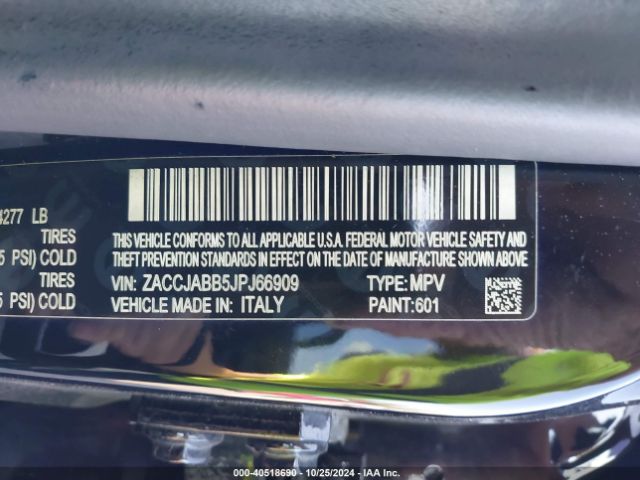 4277 LB
TIRES
PSI) COLD
TIRES
PSI) COLD
THIS VEHICLE CONFORMS TO ALL APPLICABLE U.S.A. FEDERAL MOTOR VEHICLE SAFETY AND
THEFT PREVENTION STANDARDS IN EFFECT ON THE DATE OF MANUFACTURE SHOWN ABOVE
VIN: ZACCJABB5JPJ66909 TYPE: MPV
VEHICLE MADE IN: ITALY PAINT:601
000-40518690 - 10/25/2024 - IAA Inc.